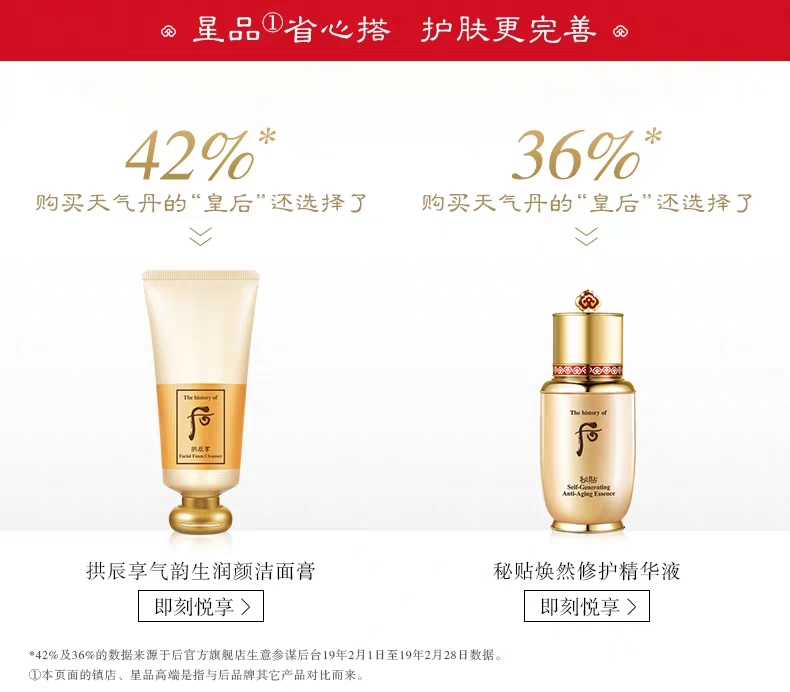 星品①省心搭 护肤更完善
42%*
购买天气丹的“皇后”还选择了
36%*
购买天气丹的“皇后”还选择了
The history of
后
拱辰享
Facial Foam Cleanser
The history of
后
秘貼
Self-Generating
Anti-Aging Essence
拱辰享气韵生润颜洁面膏
即刻悦享 >
秘贴焕然修护精华液
即刻悦享 >
*42%及36%的数据来源于后官方旗舰店生意参谋后台19年2月1日至19年2月28日数据。
①本页面的镇店、星品高端是指与后品牌其它产品对比而来。